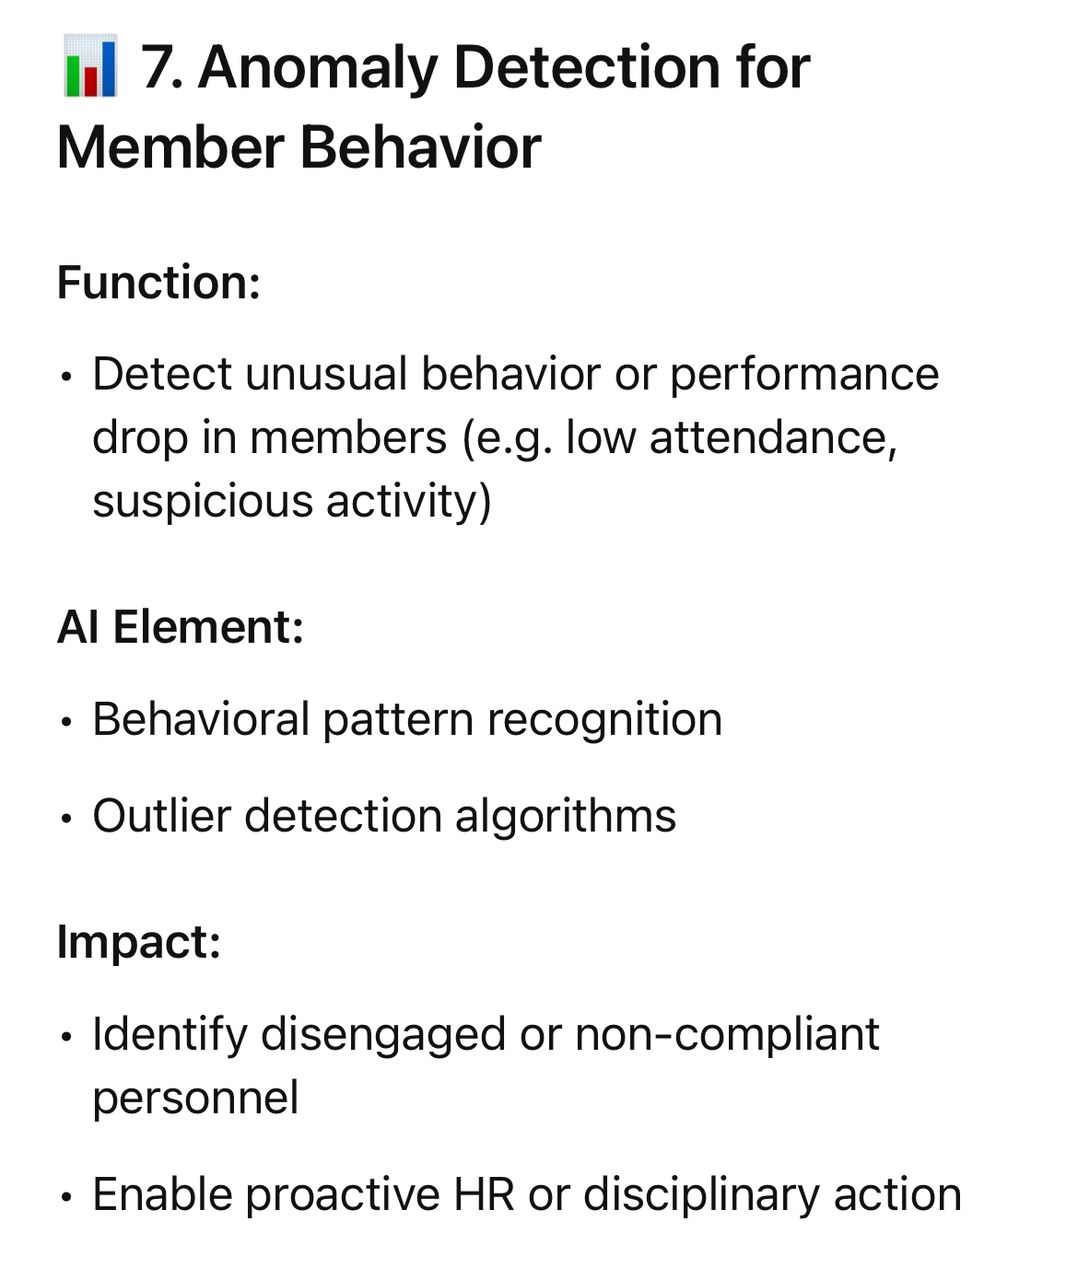 📊 7. Anomaly Detection for
Member Behavior
Function:
• Detect unusual behavior or performance
drop in members (e.g. low attendance,
suspicious activity)
AI Element:
• Behavioral pattern recognition
• Outlier detection algorithms
Impact:
• Identify disengaged or non-compliant
personnel
• Enable proactive HR or disciplinary action